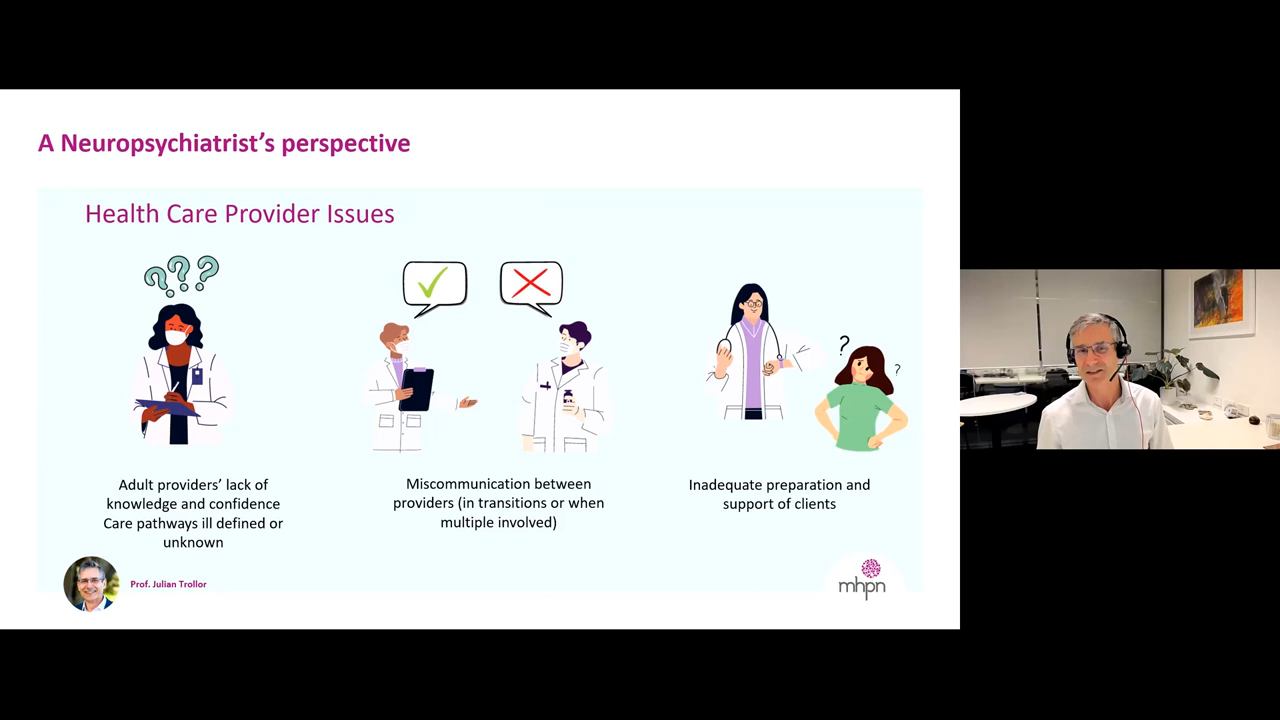 A Neuropsychiatrist's perspective
Health Care Provider Issues
? ? ?
? ?
Adult providers' lack of
knowledge and confidence
Care pathways ill defined or
unknown
Miscommunication between
providers (in transitions or when
multiple involved)
Inadequate preparation and
support of clients
Prof. Julian Trollor
mhpn